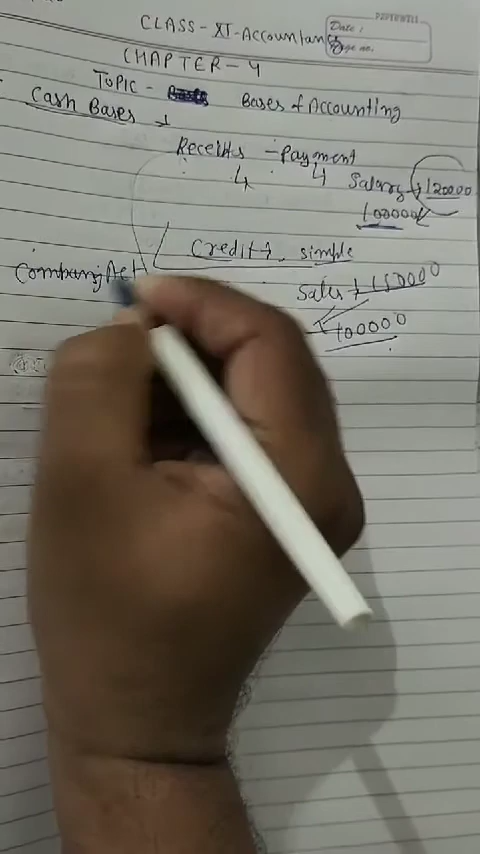 PAPERWELL
Date :
Page no.
CLASS-XI-Accountancy
CHAPTER-4
TOPIC - Bases of Accounting
Cash Bases
Receipts - Payment
Salary → 120000
100000
Credit → simple
Company Act
Sales → 150000
100000